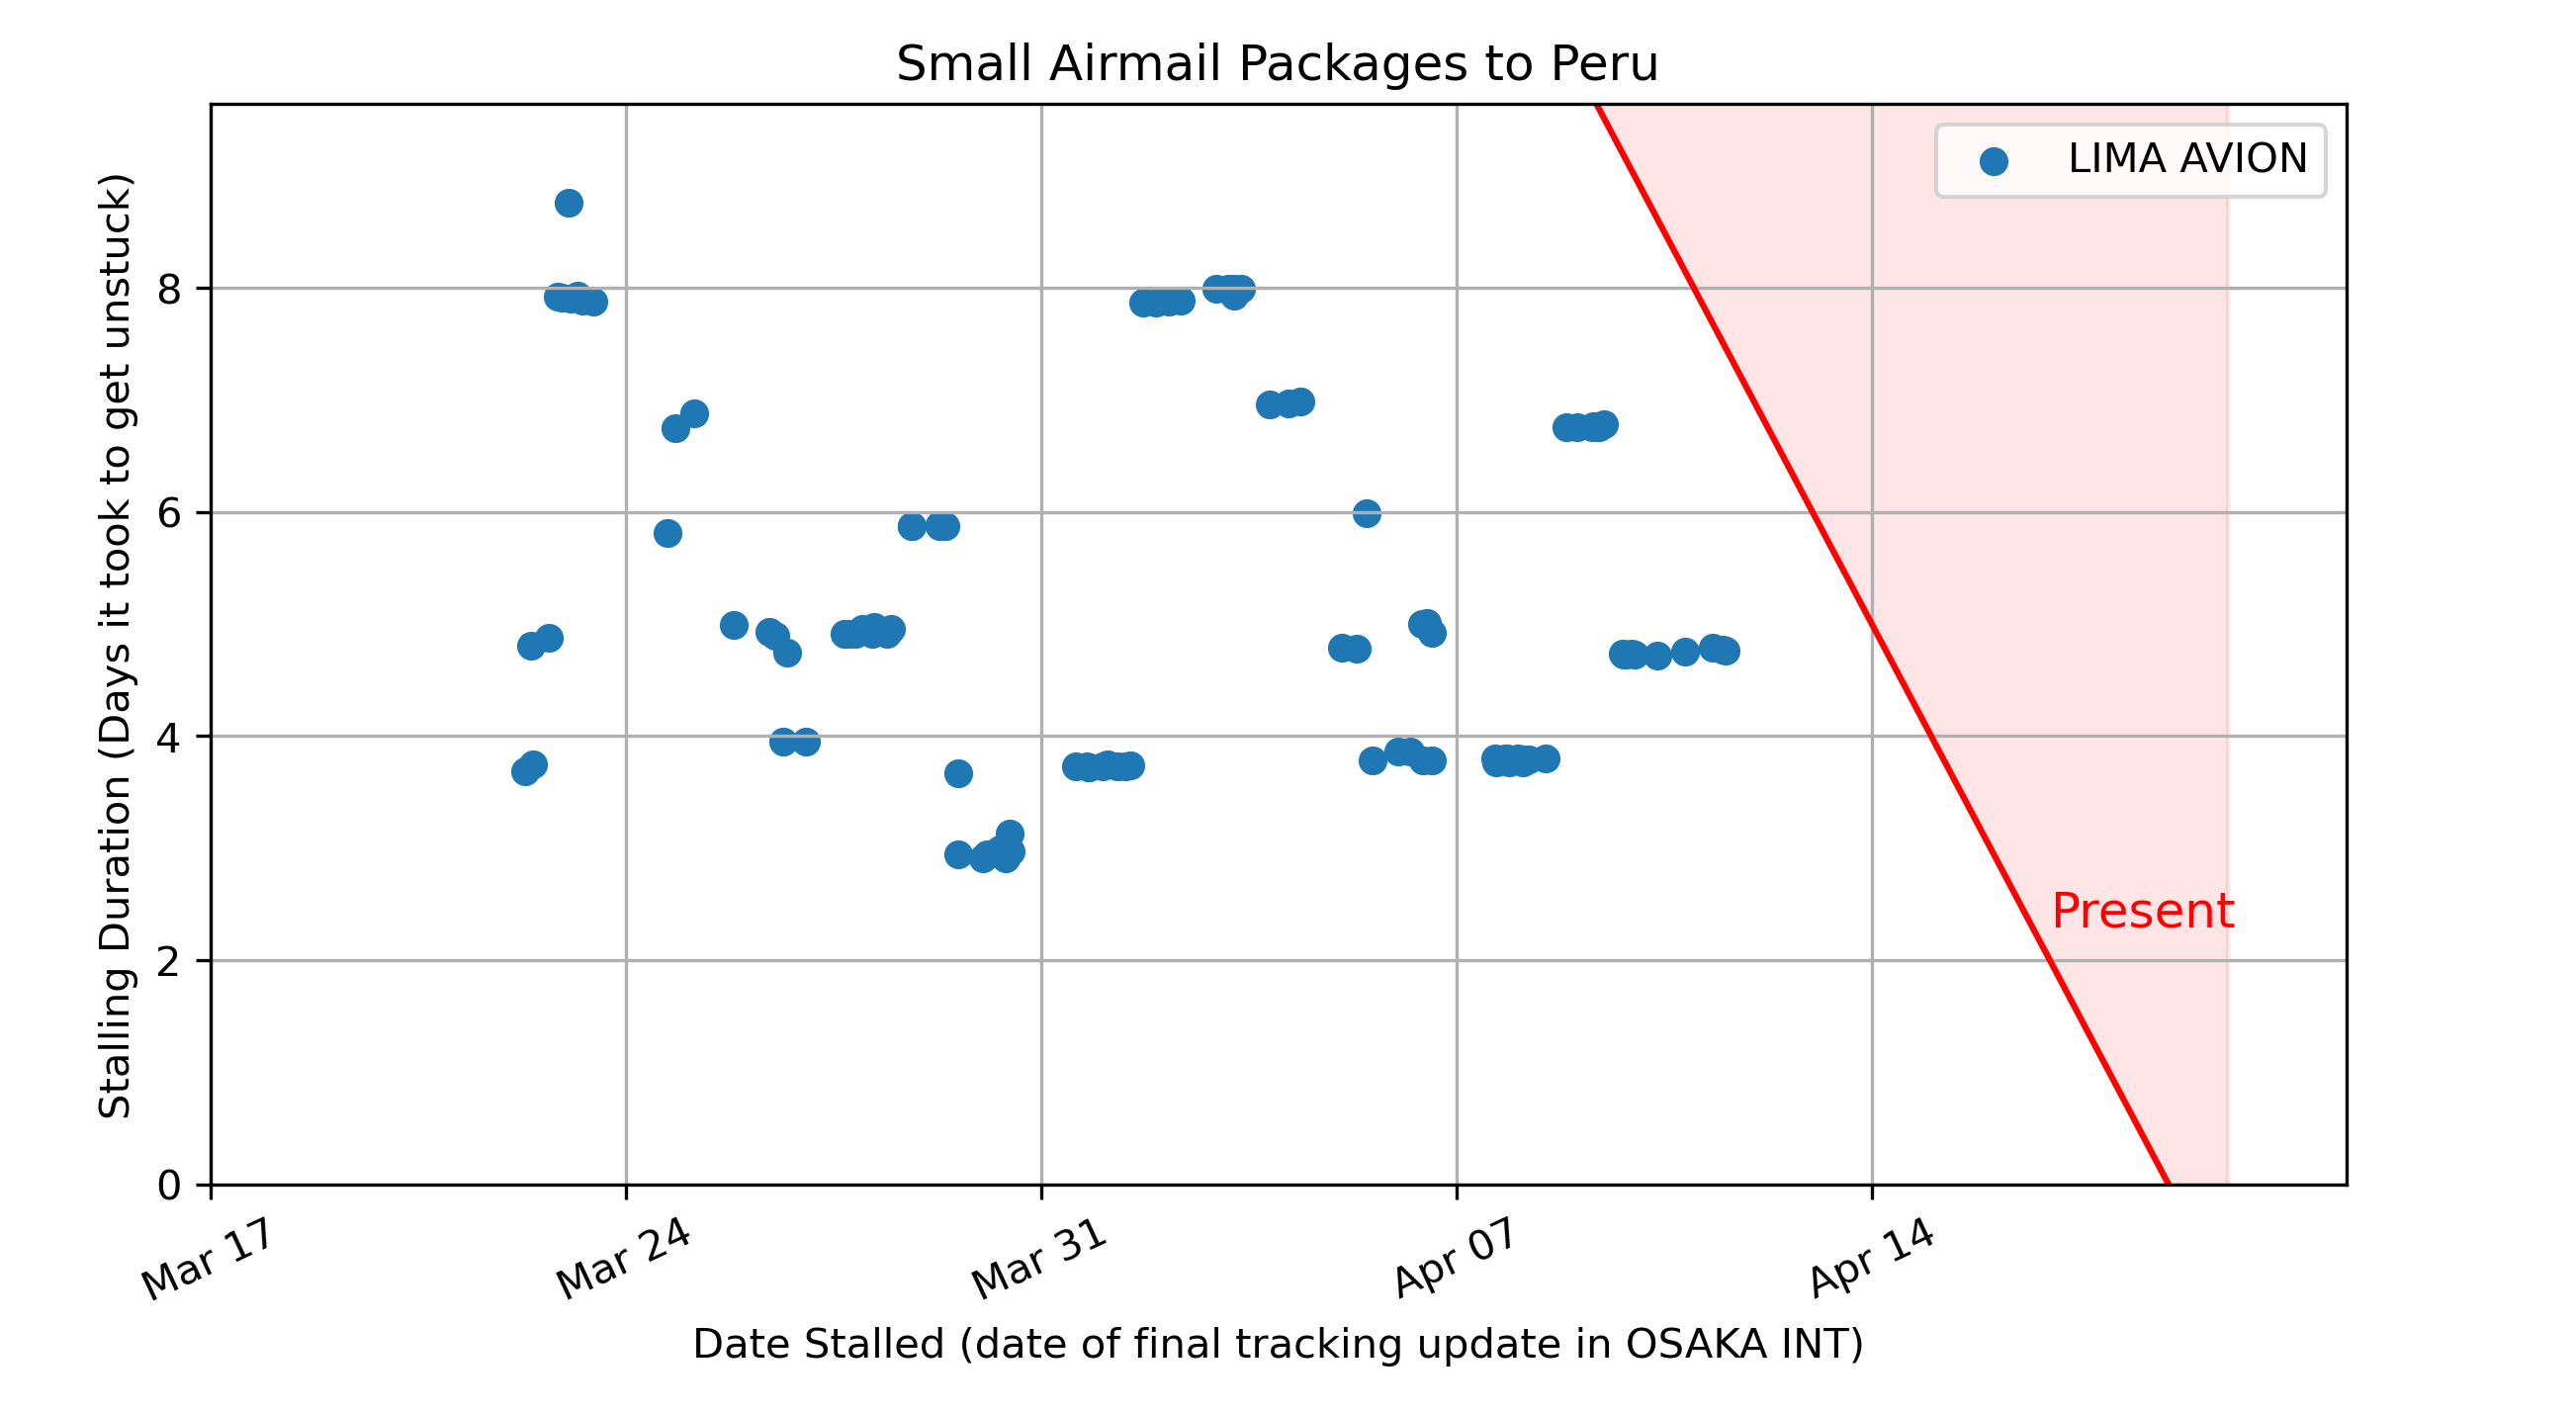 Small Airmail Packages to Peru
LIMA AVION
Stalling Duration (Days it took to get unstuck)
8
6
4
2
0
Present
Mar 17
Mar 24
Mar 31
Apr 07
Apr 14
Date Stalled (date of final tracking update in OSAKA INT)